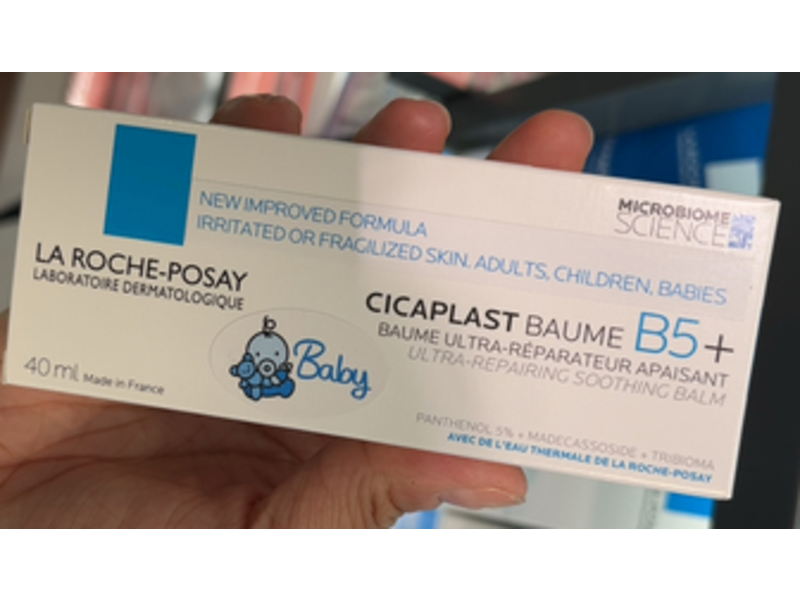 NEW IMPROVED FORMULA
IRRITATED OR FRAGILIZED SKIN. ADULTS, CHILDREN, BABIES
MICROBIOME
SCIENCE
LA ROCHE-POSAY
LABORATOIRE DERMATOLOGIQUE
CICAPLAST BAUME B5+
BAUME ULTRA-RÉPARATEUR APAISANT
ULTRA-REPAIRING SOOTHING BALM
Baby
40 ml Made in France
PANTHENOL 5% + MADECASSOSIDE + TRIBIOMA
AVEC DE L'EAU THERMALE DE LA ROCHE-POSAY